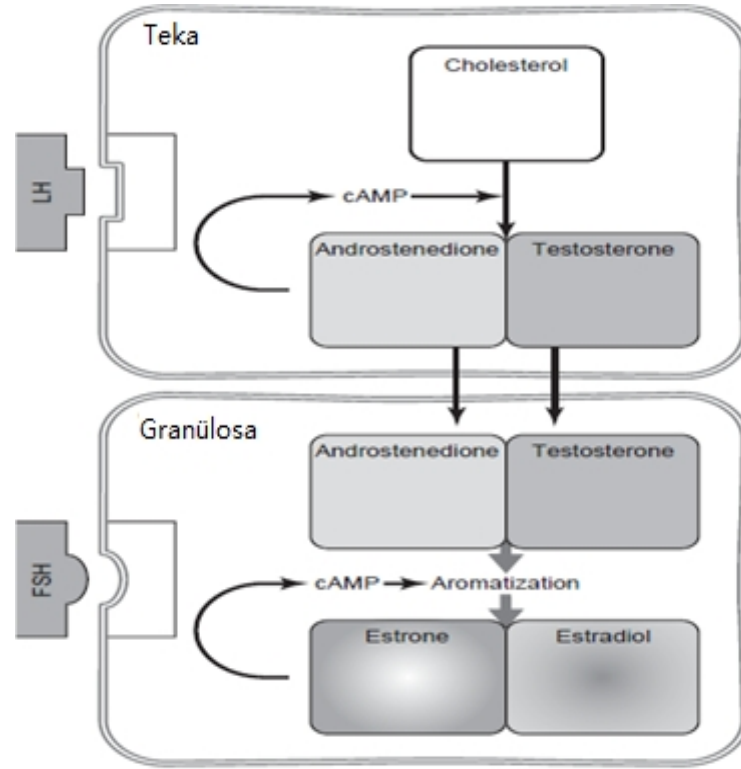 Teka
Cholesterol
LH
cAMP
Androstenedione
Testosterone
Granülosa
Androstenedione
Testosterone
FSH
cAMP
Aromatization
Estrone
Estradiol